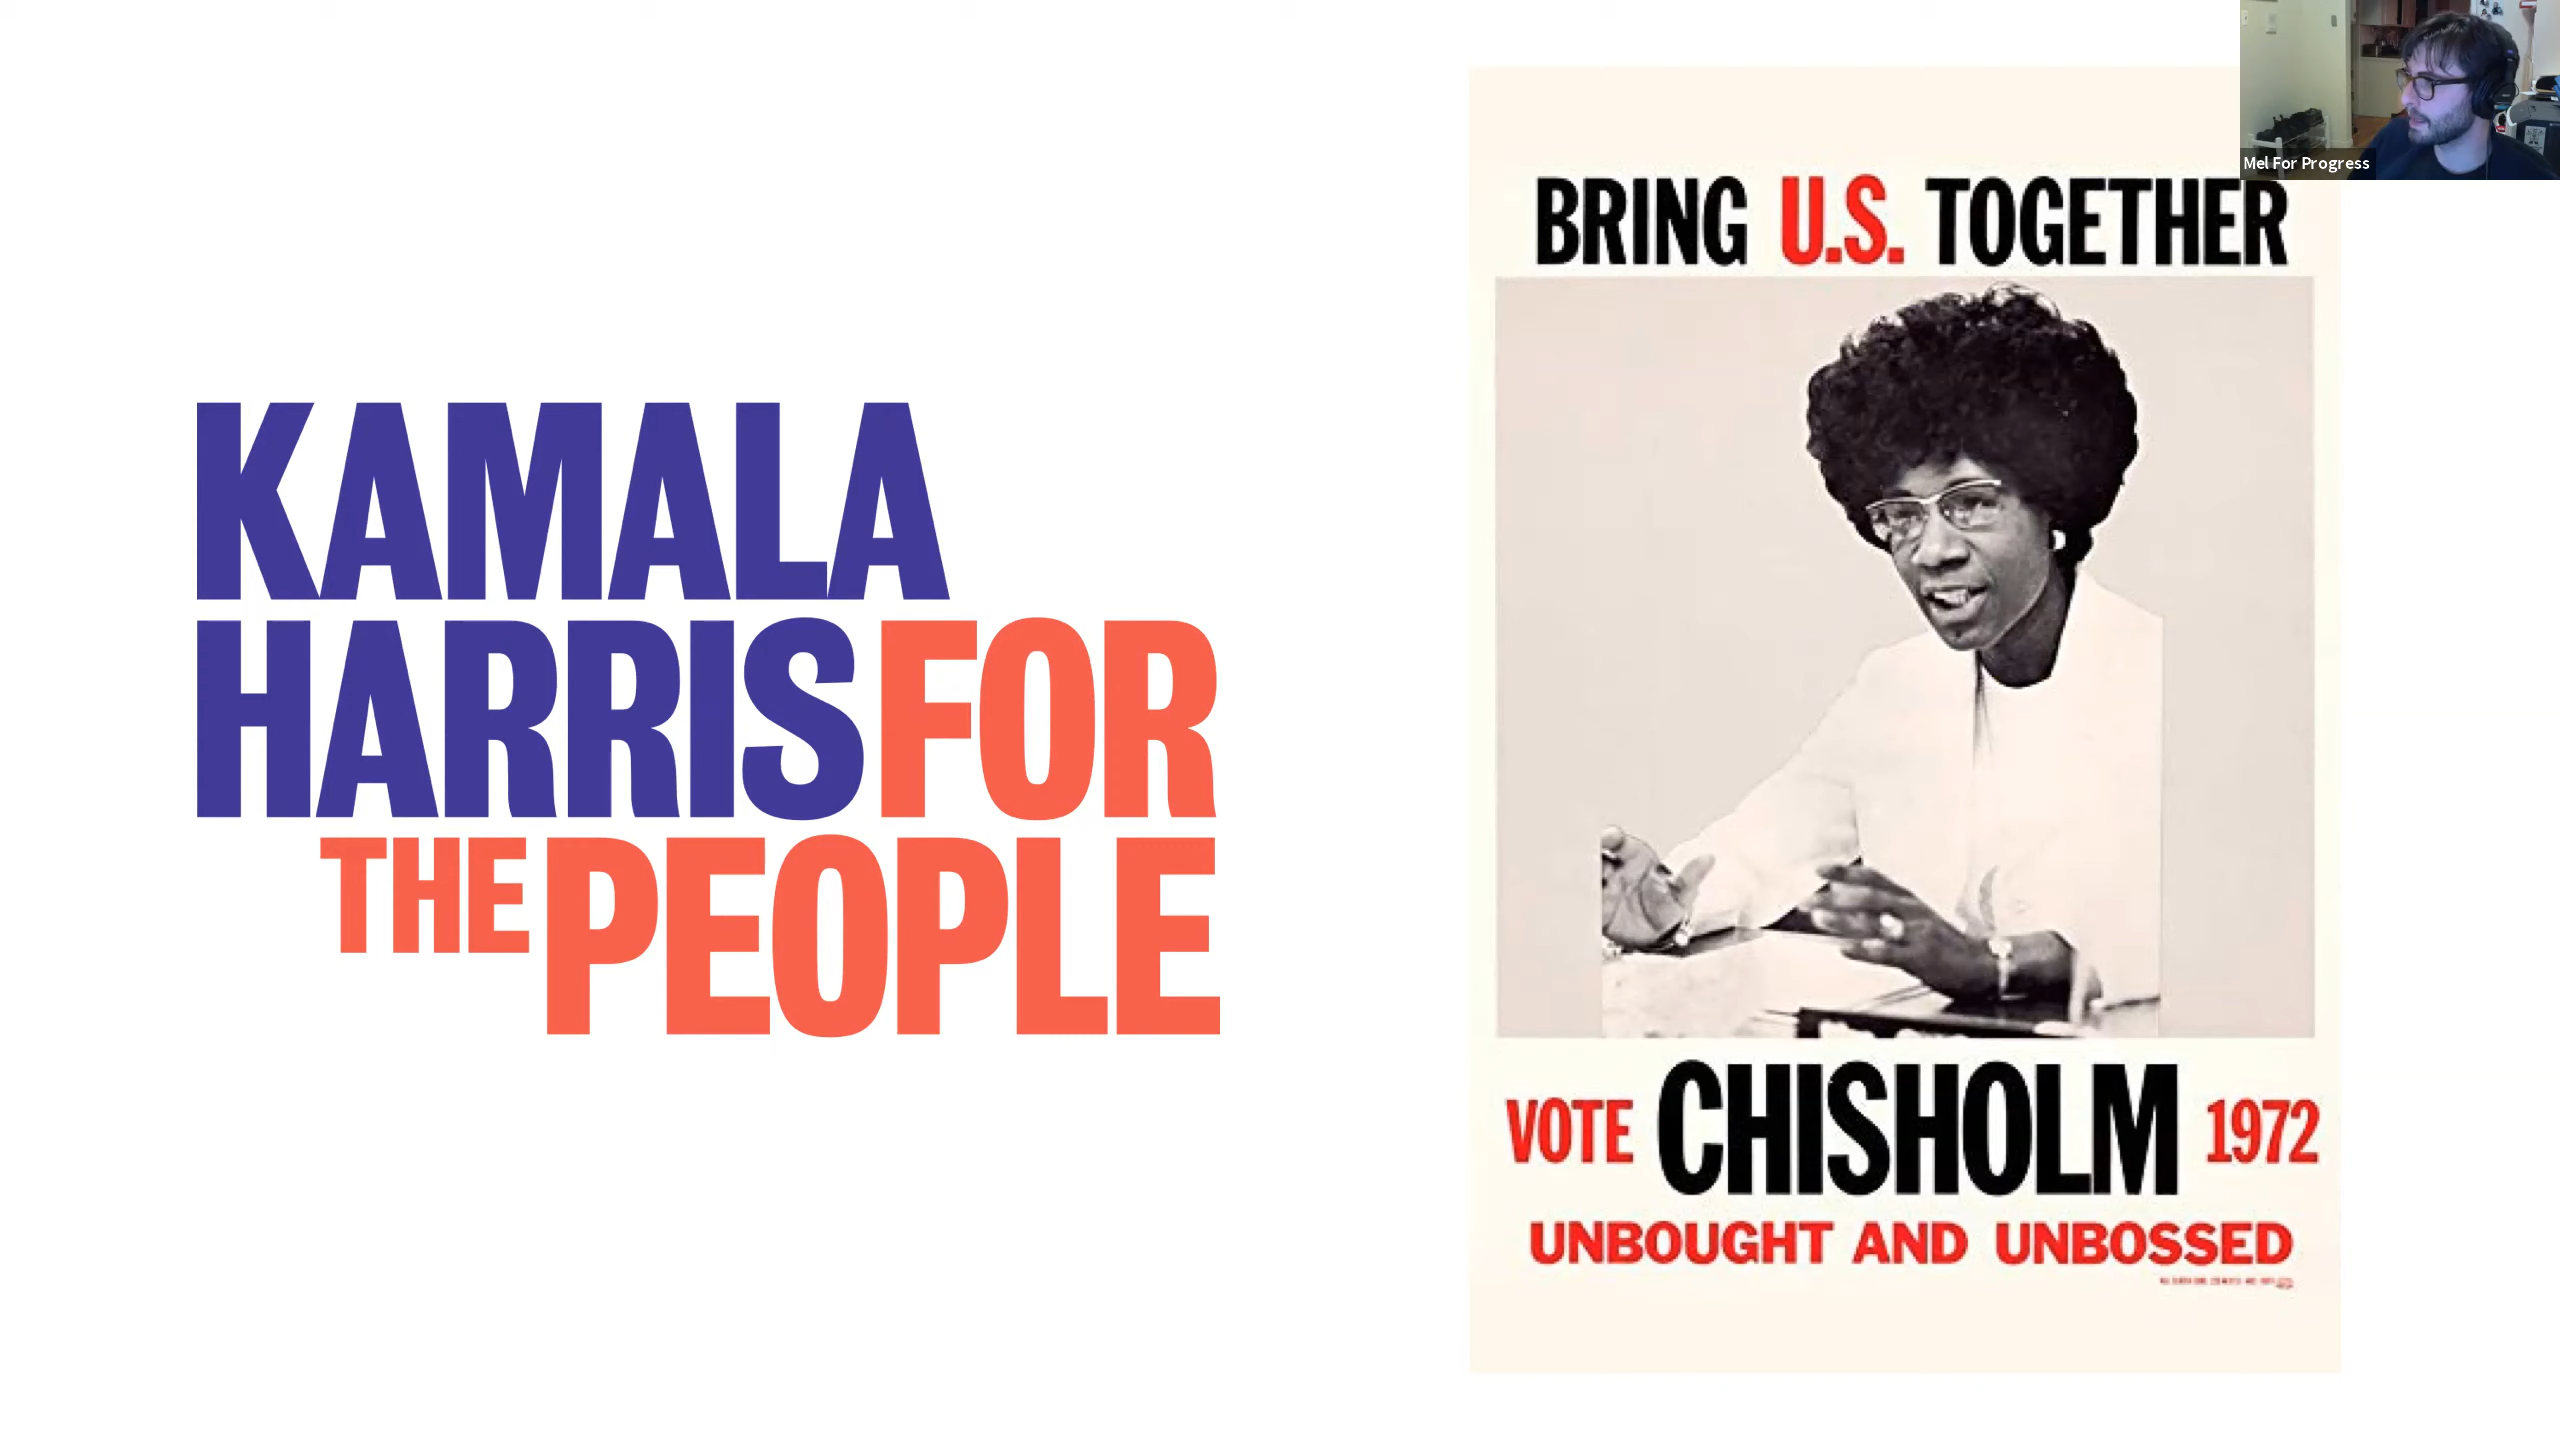 KAMALA
HARRIS FOR
THE PEOPLE
BRING U.S. TOGETHER
VOTE CHISHOLM 1972
UNBOUGHT AND UNBOSSED
Mel For Progress